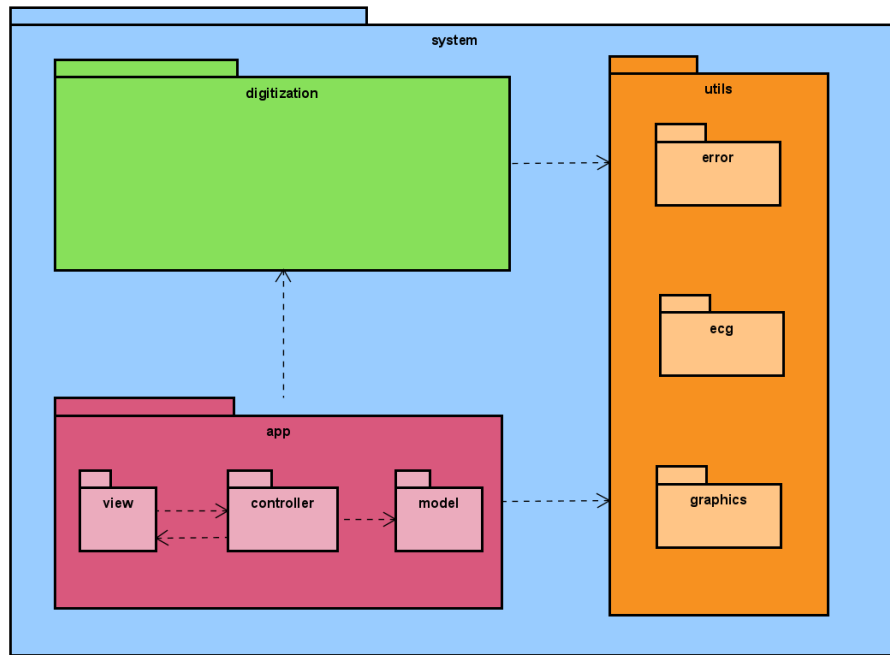 system
digitization
utils
error
ecg
app
view
controller
model
graphics